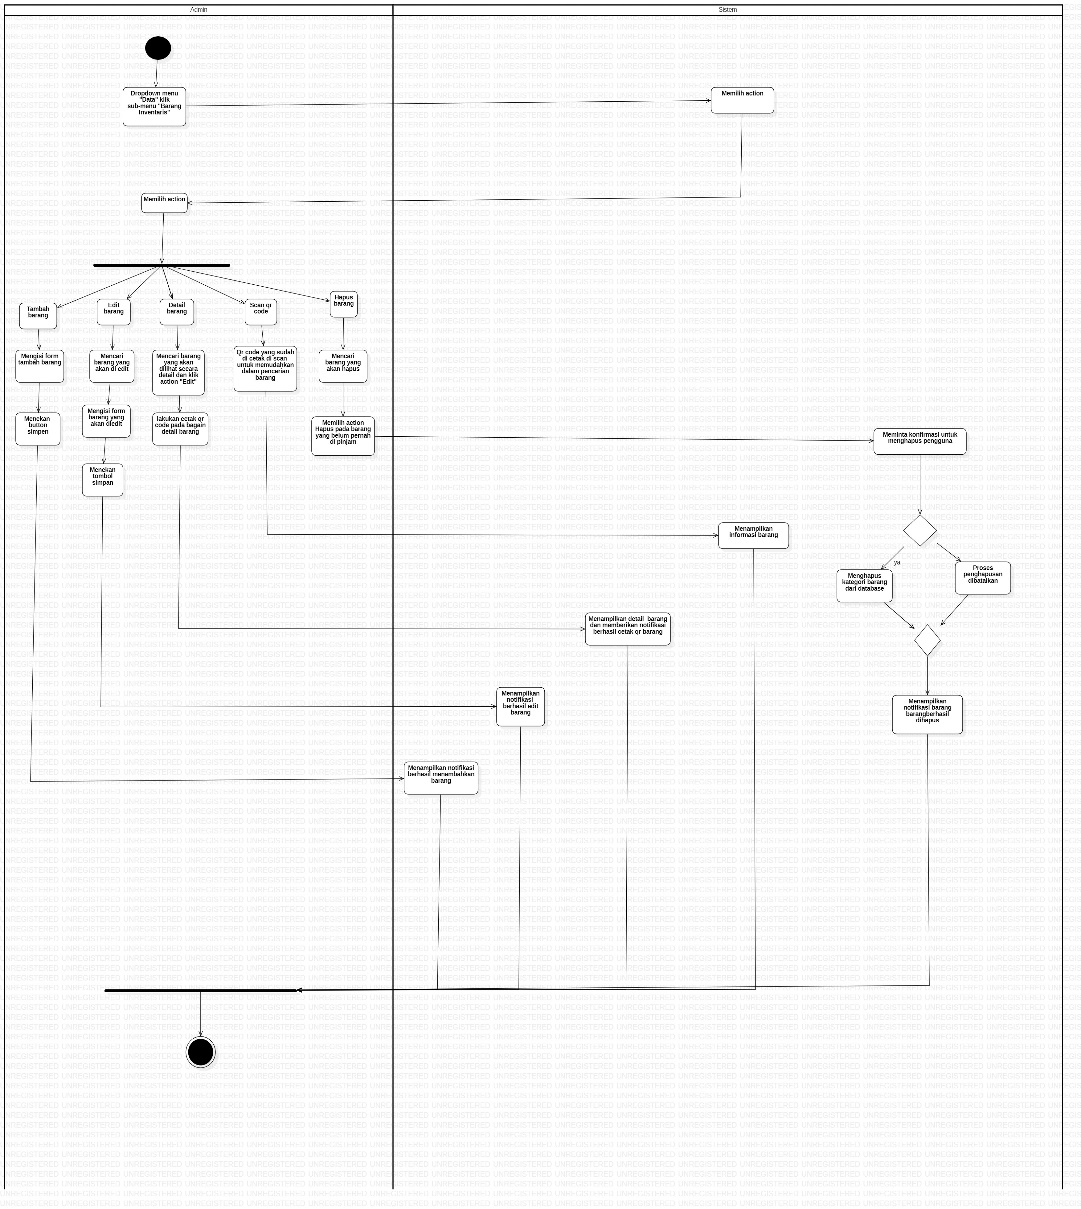 Admin
Sistem
Dropdown menu
"Data" klik
sub-menu "Barang
Inventaris"
Memilih action
Memilih action
Tambah
berang
Edit
barang
Detail
barang
Scan qr
code
Hapus
barang
Mengisi form
tambah barang
Mencari
barang yang
akan di edit
Mencari barang
yang akan
dilihat secara
detail dan klik
action "Edit"
Qr code yang sudah
di cetak di scan
untuk memudahkan
dalam pencarian
barang
Mencari
barang yang
akan hapus
Menekan
button
simpen
Mengisi form
barang yang
akan diedit
lakukan cetak qr
code pada bagain
detail barang
Memilih action
Hapus pada barang
yang belum pernah
di pinjam
Meminta konfirmasi untuk
menghapus pengguna
Menekan
tombol
simpan
Menampilkan
informasi barang
ya
Menghapus
kategori barang
dari database
Proses
penghapusan
dibatalkan
Menampilkan detail barang
dan memberikan notifikasi
berhasil cetak qr barang
Menampilkan
notifikasi
berhasil edit
barang
Menampilkan
notifikasi barang
barangberhasil
dihapus
Menampilkan notifikasi
berhasil menambahkan
barang